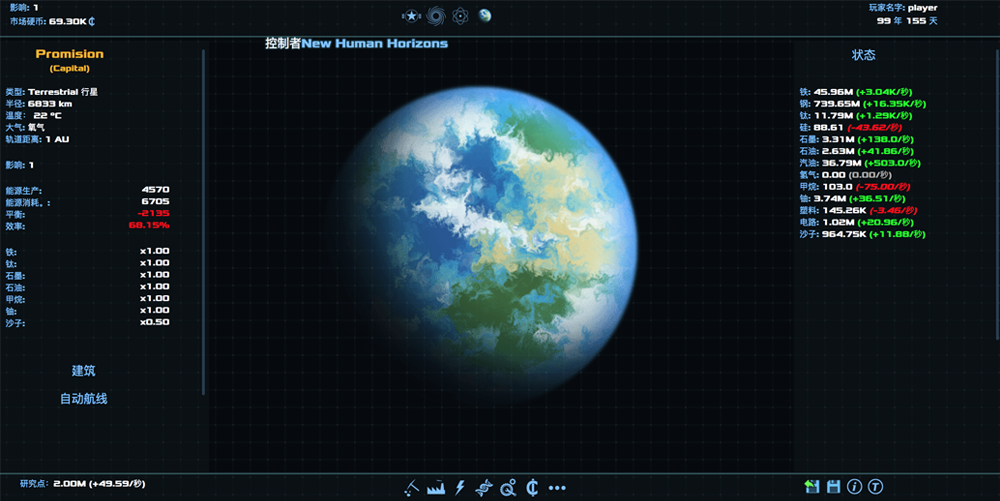 影响: 1
市场硬币: 69.30K ₵
玩家名字: player
99 年 155 天
控制者New Human Horizons
Promision
(Capital)
类型: Terrestrial 行星
半径: 6833 km
温度: 22 °C
大气: 氧气
轨道距离: 1 AU
影响: 1
能源生产: 4570
能源消耗。: 6705
平衡: -2135
效率: 68.15%
铁: x1.00
钛: x1.00
石墨: x1.00
石油: x1.00
甲烷: x1.00
铀: x1.00
沙子: x0.50
建筑
自动航线
状态
铁: 45.96M (+3.04K/秒)
钢: 739.65M (+16.35K/秒)
钛: 11.79M (+1.29K/秒)
硅: 88.61 (-43.62/秒)
石墨: 3.31M (+138.0/秒)
石油: 2.63M (+41.86/秒)
汽油: 36.79M (+503.0/秒)
氢气: 0.00 (0.00/秒)
甲烷: 103.0 (-79.00/秒)
铀: 3.74M (+36.51/秒)
塑料: 145.26K (-3.46/秒)
电路: 1.02M (+20.96/秒)
沙子: 964.75K (+11.88/秒)
研究点: 2.00M (+49.59/秒)